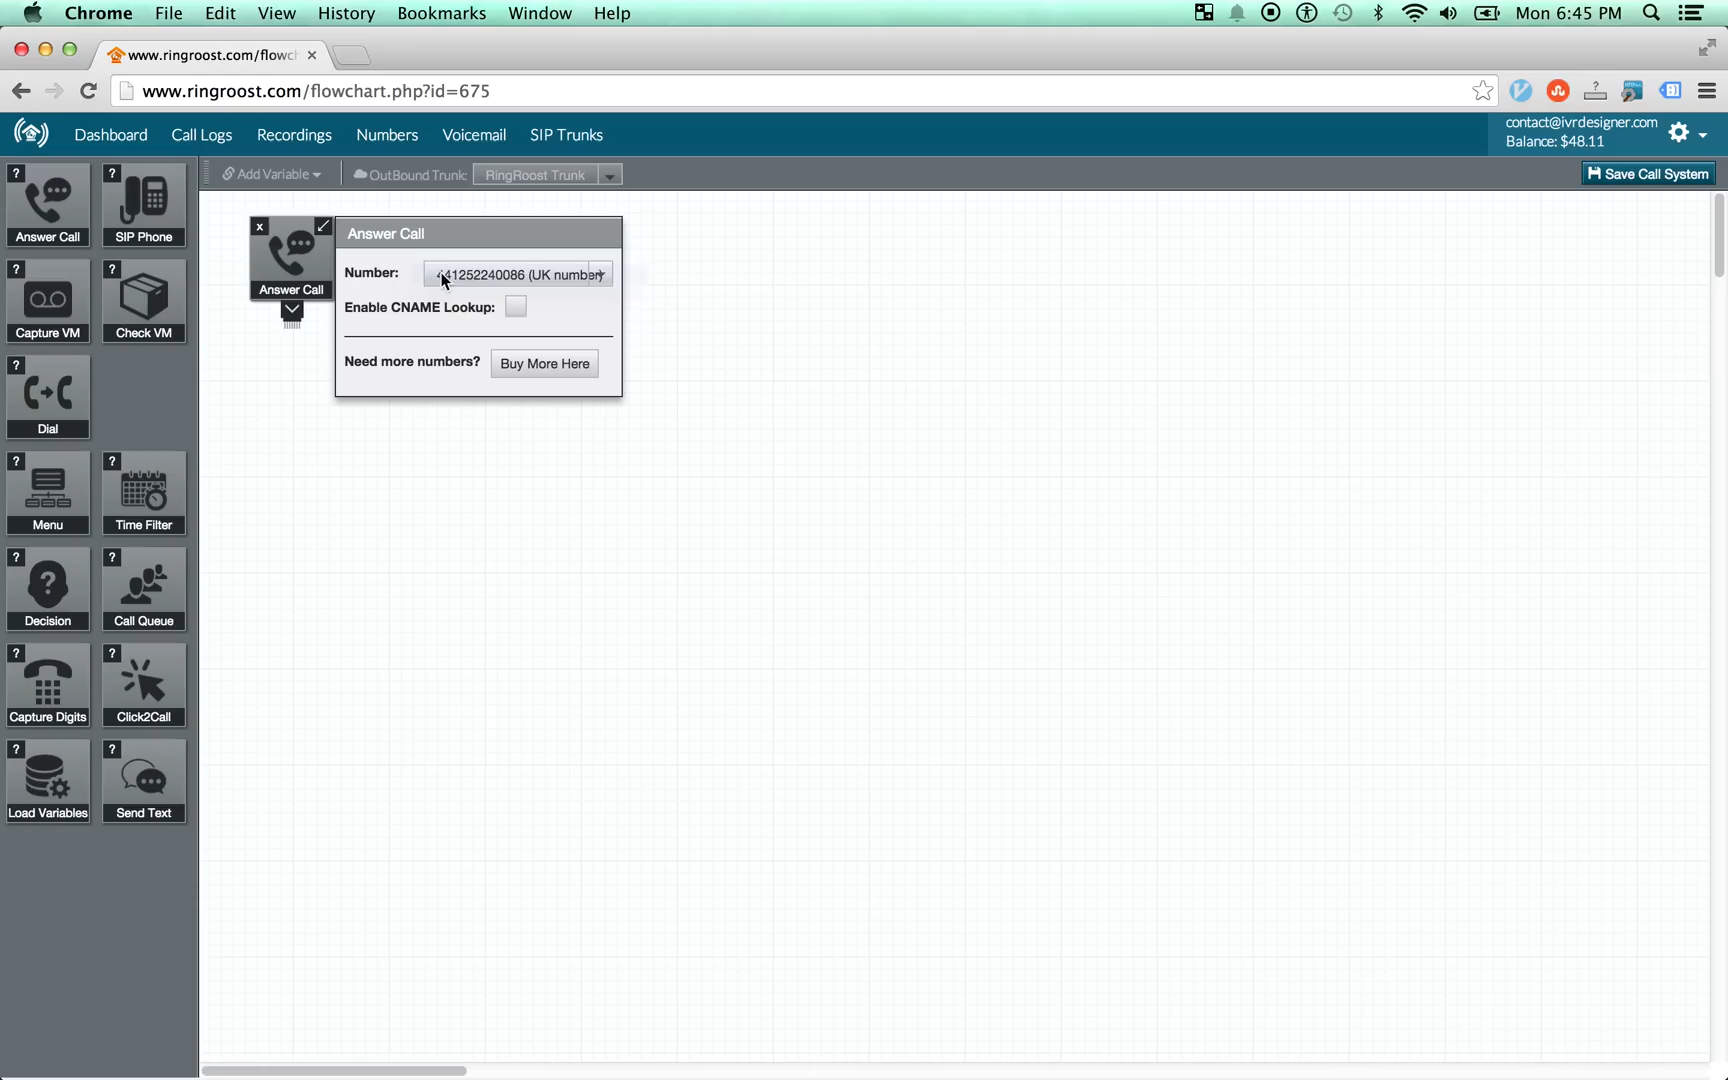 Chrome File Edit View History Bookmarks Window Help Mon 6:45 PM
www.ringroost.com/flowc
www.ringroost.com/flowchart.php?id=675
Dashboard Call Logs Recordings Numbers Voicemail SIP Trunks
contact@ivrdesigner.com
Balance: $48.11
Add Variable OutBound Trunk: RingRoost Trunk Save Call System
? ?
Answer Call SIP Phone
? ?
Capture VM Check VM
?
Dial
? ?
Menu Time Filter
? ?
Decision Call Queue
? ?
Capture Digits Click2Call
? ?
Load Variables Send Text
x
Answer Call
Answer Call
Number: 441252240086 (UK number)
Enable CNAME Lookup:
Need more numbers? Buy More Here